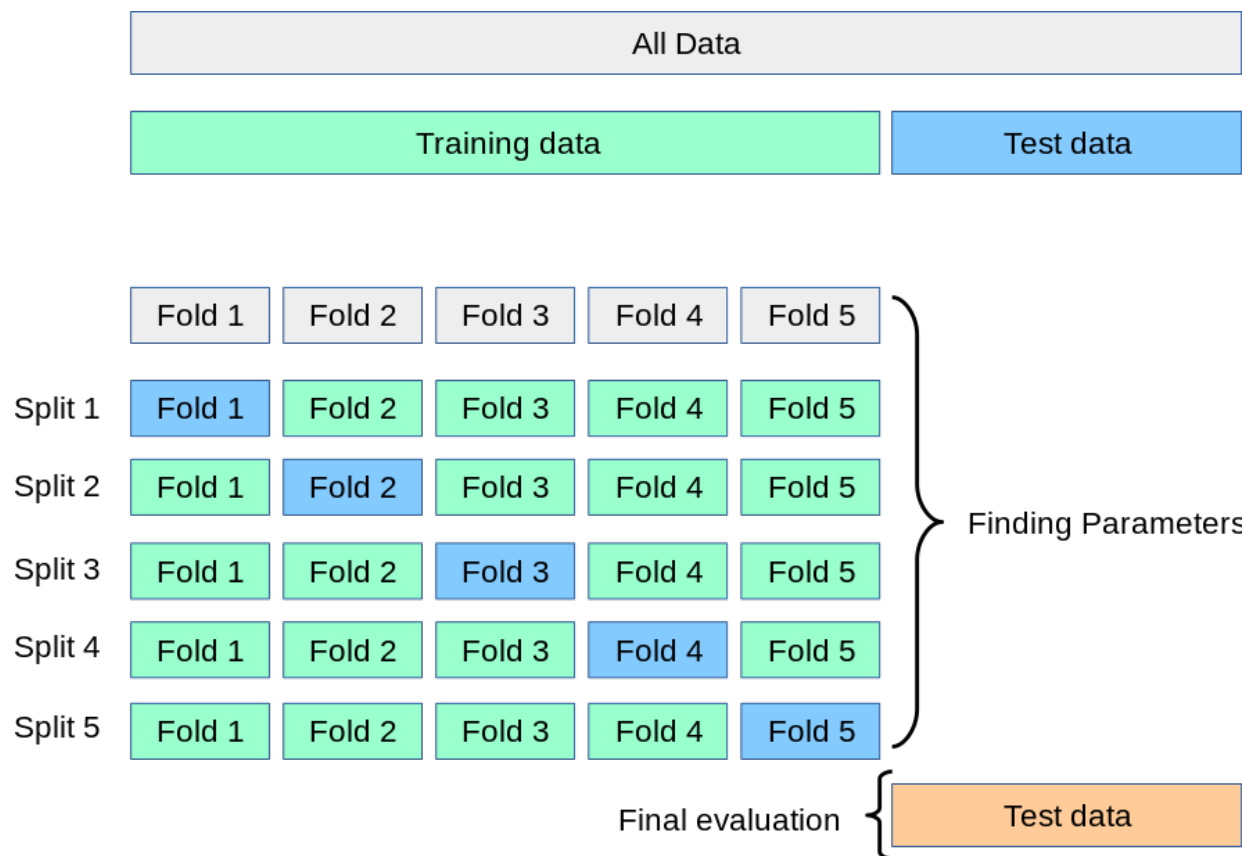 All Data
Training data Test data
Fold 1 Fold 2 Fold 3 Fold 4 Fold 5
Split 1 Fold 1 Fold 2 Fold 3 Fold 4 Fold 5
Split 2 Fold 1 Fold 2 Fold 3 Fold 4 Fold 5
Split 3 Fold 1 Fold 2 Fold 3 Fold 4 Fold 5
Split 4 Fold 1 Fold 2 Fold 3 Fold 4 Fold 5
Split 5 Fold 1 Fold 2 Fold 3 Fold 4 Fold 5
Finding Parameters
Final evaluation Test data